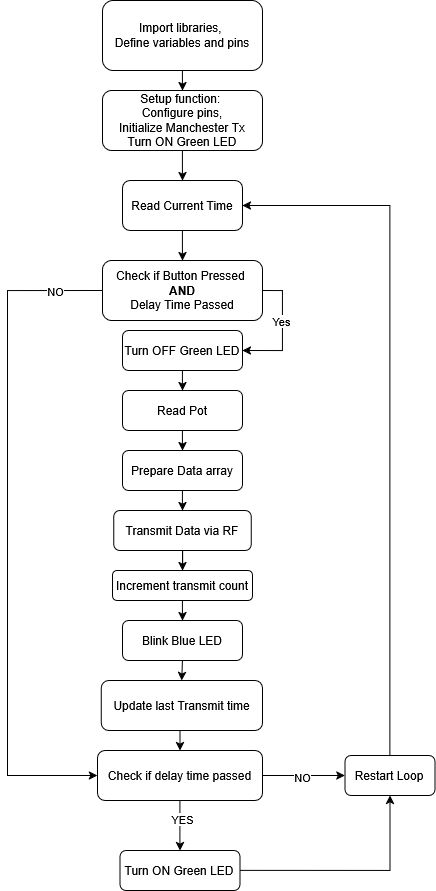 Import libraries,
Define variables and pins
Setup function:
Configure pins,
Initialize Manchester Tx
Turn ON Green LED
Read Current Time
Check if Button Pressed
AND
Delay Time Passed
NO
Yes
Turn OFF Green LED
Read Pot
Prepare Data array
Transmit Data via RF
Increment transmit count
Blink Blue LED
Update last Transmit time
Check if delay time passed
NO
Restart Loop
YES
Turn ON Green LED